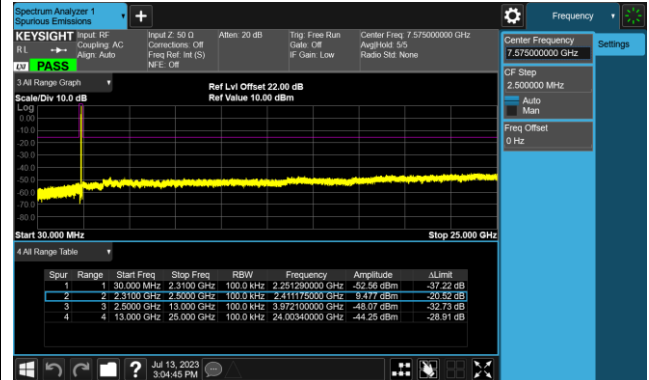 Spectrum Analyzer 1
Spurious Emissions
+
Frequency
KEYSIGHT
RL
LXI
PASS
Input: RF
Coupling: AC
Align: Auto
Input Z: 50 Ω
Corrections: Off
Freq Ref: Int (S)
NFE: Off
Atten: 20 dB
Trig: Free Run
Gate: Off
IF Gain: Low
Center Freq: 7.575000000 GHz
Avg|Hold: 5/5
Radio Std: None
Center Frequency
7.575000000 GHz
Settings
CF Step
2.500000 MHz
Auto
Man
Freq Offset
0 Hz
3 All Range Graph
Scale/Div 10.0 dB
Ref Lvl Offset 22.00 dB
Ref Value 10.00 dBm
Log
0.00
-10.0
-20.0
-30.0
-40.0
-50.0
-60.0
-70.0
-80.0
Start 30.000 MHz
Stop 25.000 GHz
4 All Range Table
Spur Range Start Freq Stop Freq RBW Frequency Amplitude ΔLimit
1 1 30.000 MHz 2.3100 GHz 100.0 kHz 2.251290000 GHz -52.56 dBm -37.22 dB
2 2 2.3100 GHz 2.5000 GHz 100.0 kHz 2.411175000 GHz 9.477 dBm -20.52 dB
3 3 2.5000 GHz 13.000 GHz 100.0 kHz 3.972100000 GHz -48.07 dBm -32.73 dB
4 4 13.000 GHz 25.000 GHz 100.0 kHz 24.00340000 GHz -44.25 dBm -28.91 dB
?
Jul 13, 2023
3:04:45 PM